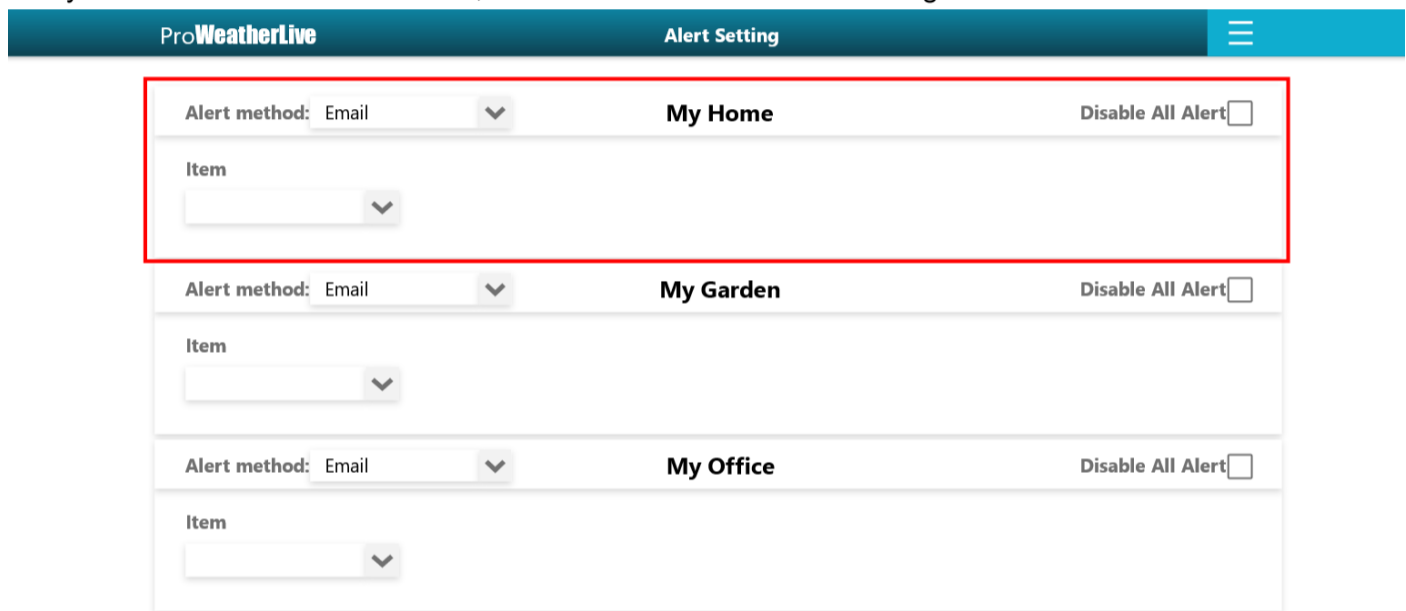 ProWeatherLive Alert Setting
Alert method: Email My Home Disable All Alert
Item
Alert method: Email My Garden Disable All Alert
Item
Alert method: Email My Office Disable All Alert
Item